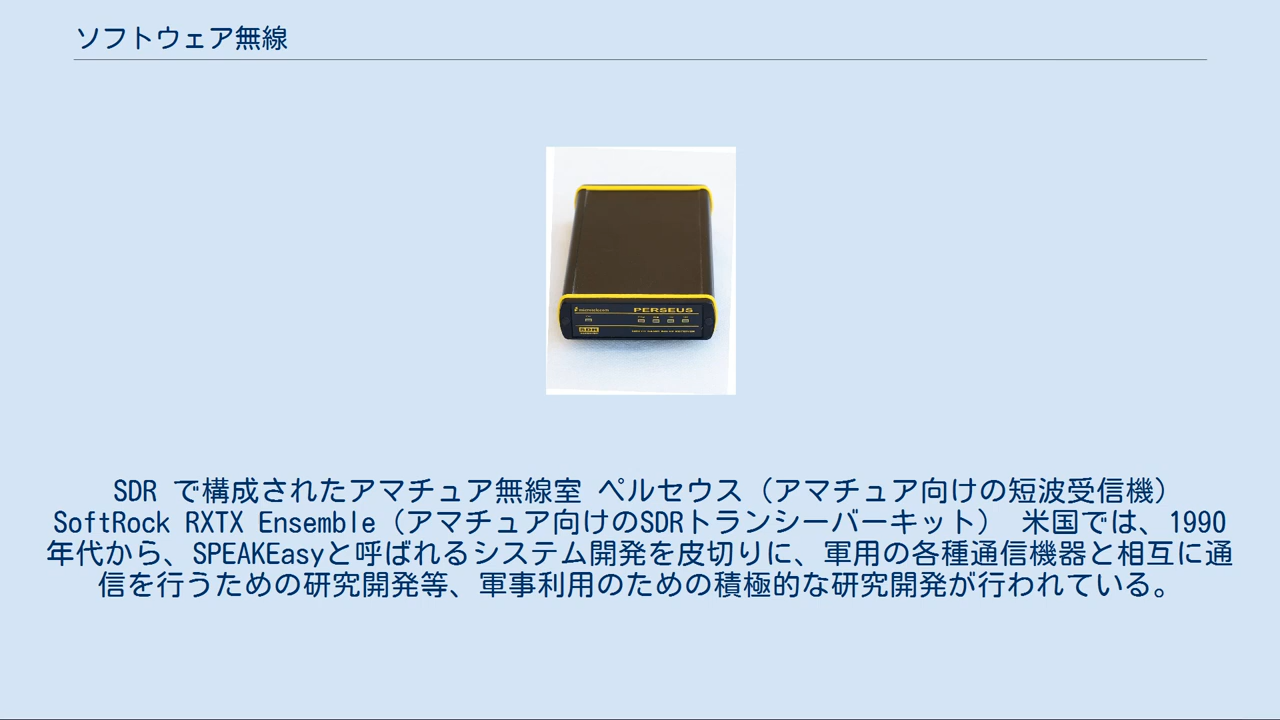 ソフトウェア無線
PERSEUS
SDR
SDR で構成されたアマチュア無線室 ペルセウス（アマチュア向けの短波受信機）
SoftRock RXTX Ensemble（アマチュア向けのSDRトランシーバーキット） 米国では、1990
年代から、SPEAKEasyと呼ばれるシステム開発を皮切りに、軍用の各種通信機器と相互に通
信を行うための研究開発等、軍事利用のための積極的な研究開発が行われている。